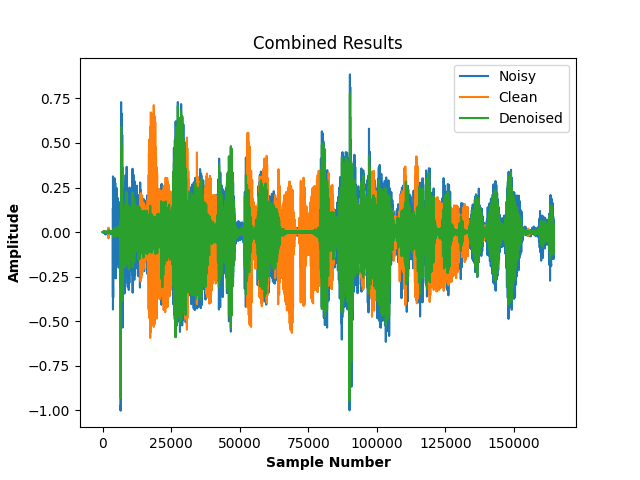 Combined Results
Noisy
Clean
Denoised
0.75
0.50
0.25
0.00
−0.25
−0.50
−0.75
−1.00
Amplitude
0 25000 50000 75000 100000 125000 150000
Sample Number